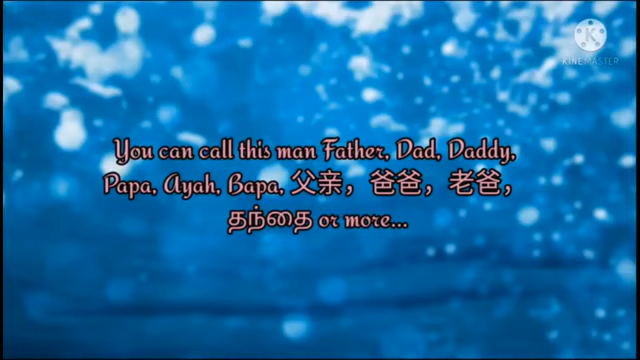 KINEMASTER
You can call this man Father, Dad, Daddy,
Papa, Ayah, Bapa, 父亲，爸爸，老爸，
தந்தை or more...